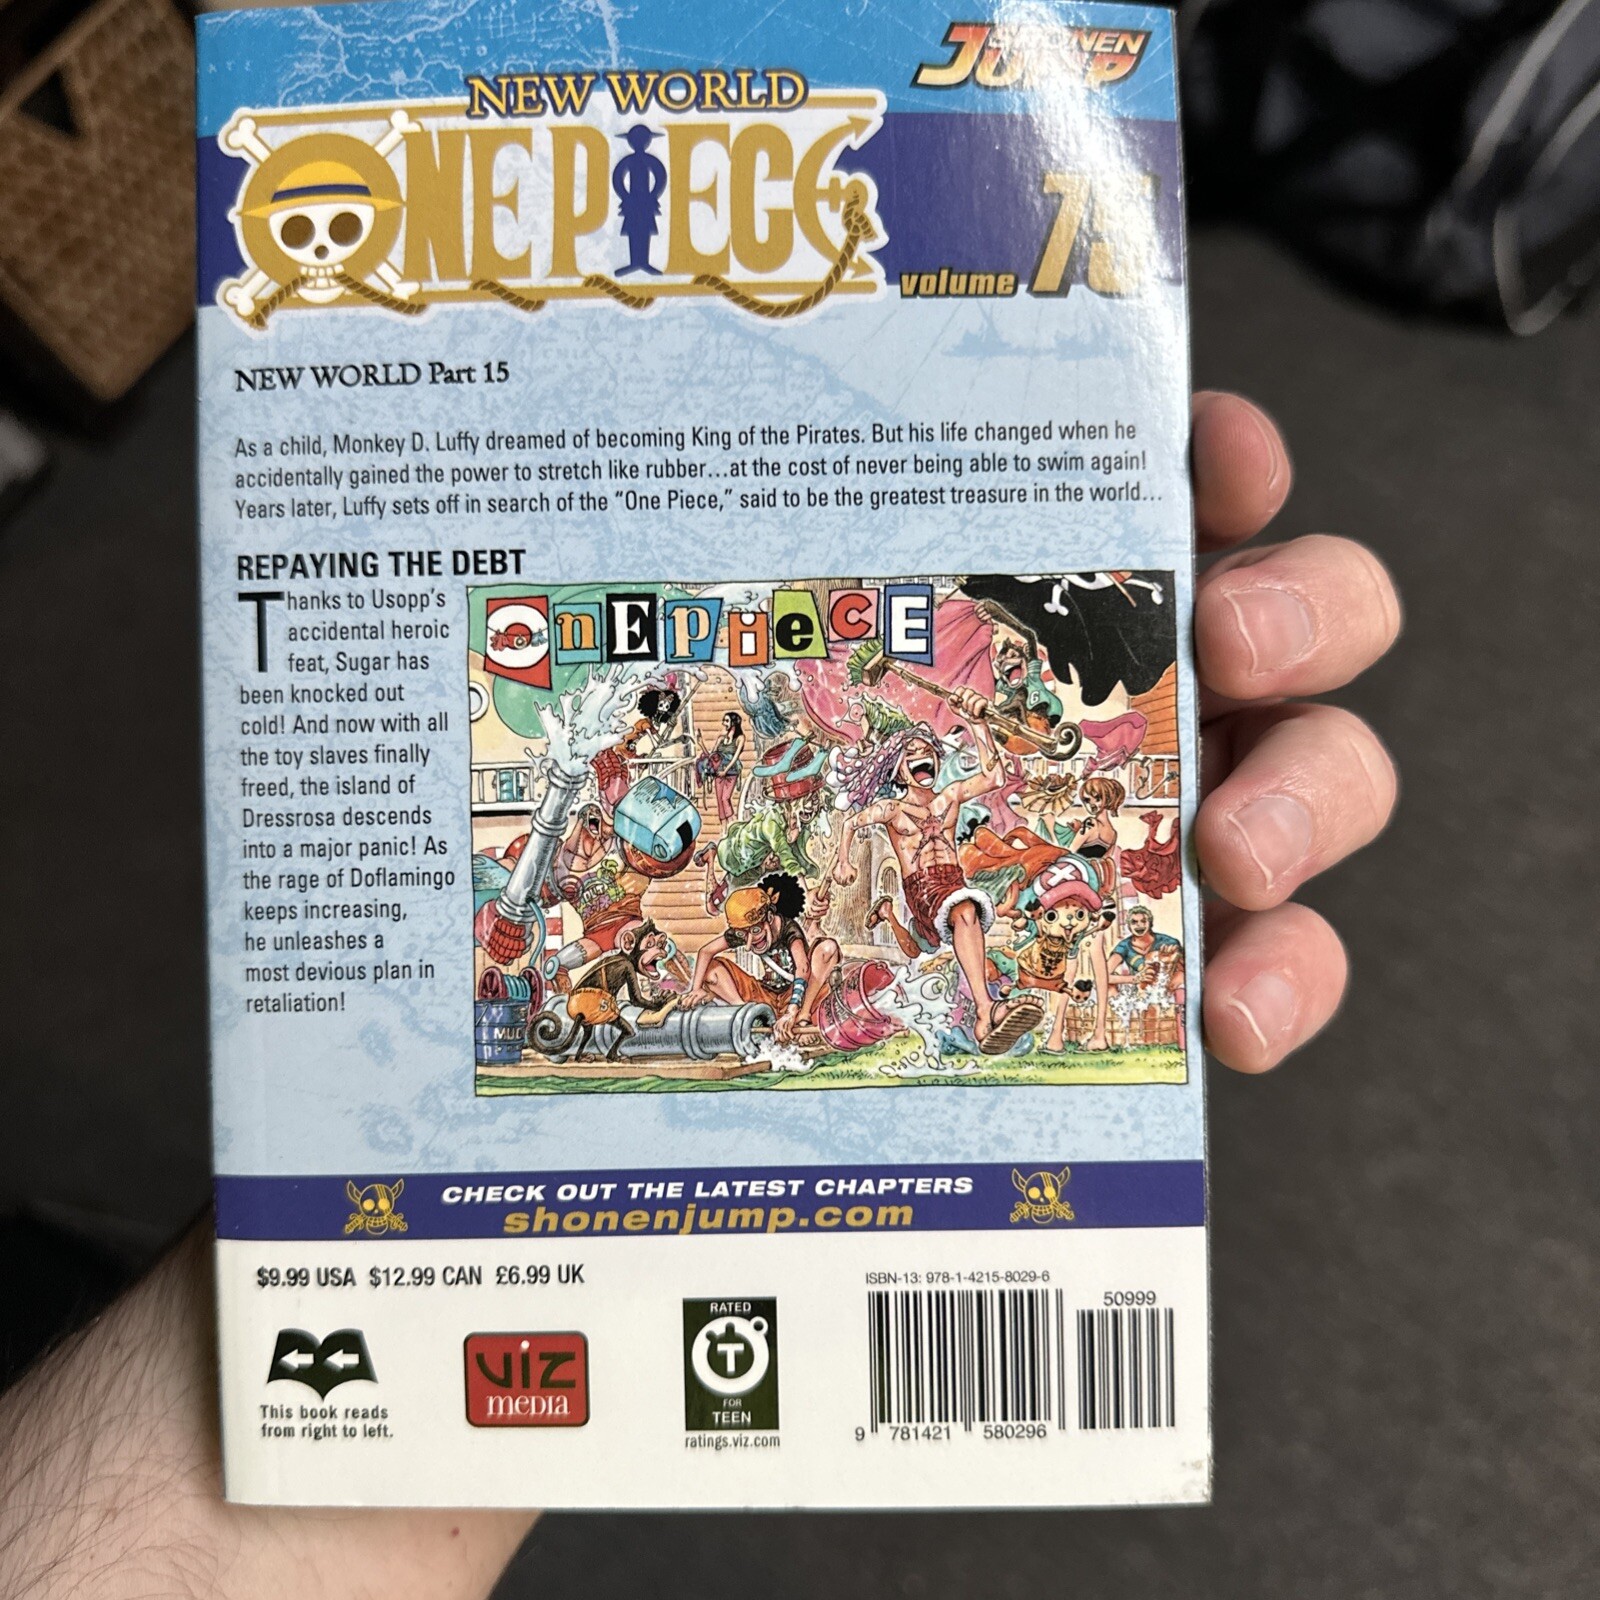 SHONEN
JUMP
NEW WORLD
ONE PIECE
volume 75
NEW WORLD Part 15
As a child, Monkey D. Luffy dreamed of becoming King of the Pirates. But his life changed when he
accidentally gained the power to stretch like rubber…at the cost of never being able to swim again!
Years later, Luffy sets off in search of the “One Piece,” said to be the greatest treasure in the world…
REPAYING THE DEBT
Thanks to Usopp’s
accidental heroic
feat, Sugar has
been knocked out
cold! And now with all
the toy slaves finally
freed, the island of
Dressrosa descends
into a major panic! As
the rage of Doflamingo
keeps increasing,
he unleashes a
most devious plan in
retaliation!
OnEPieCE
CHECK OUT THE LATEST CHAPTERS
shonenjump.com
$9.99 USA $12.99 CAN £6.99 UK
ISBN-13: 978-1-4215-8029-6
50999
This book reads
from right to left.
VIZ
MEDIA
RATED
T
FOR
TEEN
ratings.viz.com
9 781421 580296